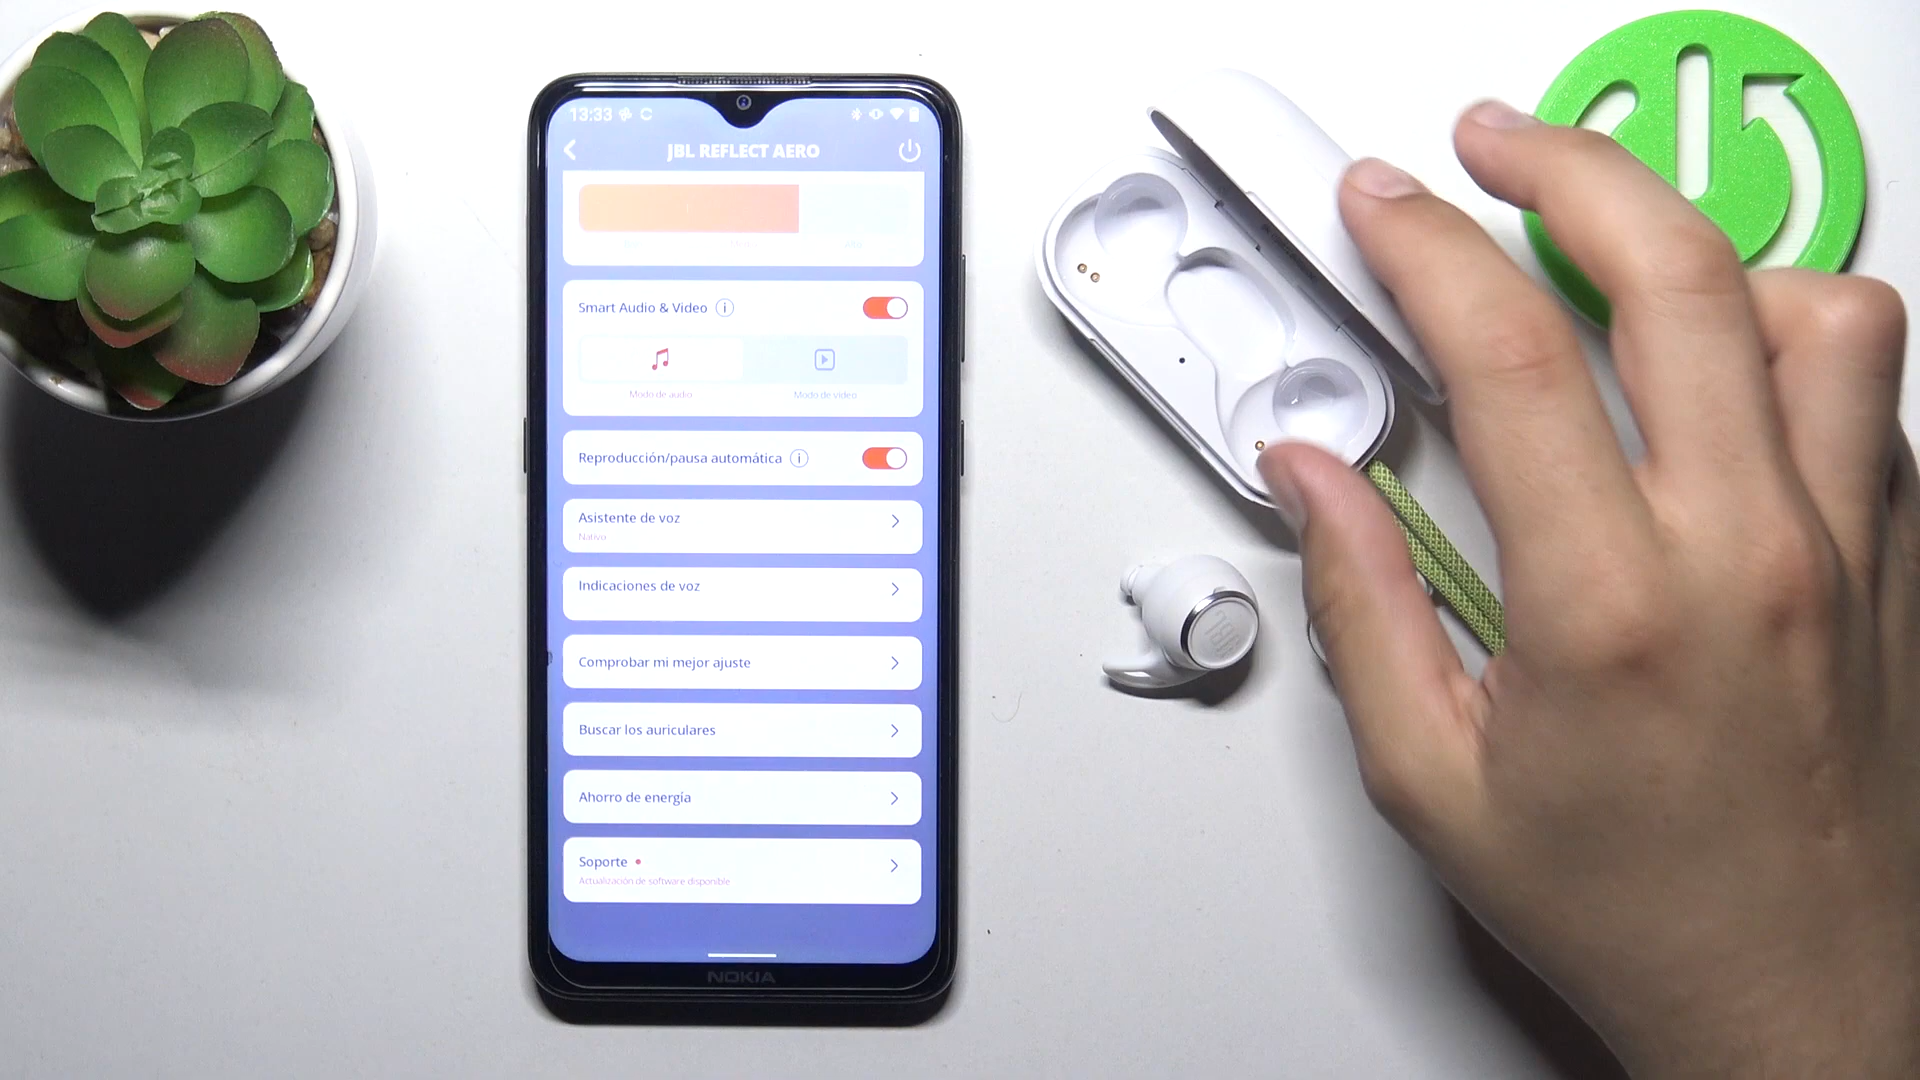 13:33
JBL REFLECT AERO
Smart Audio & Video
Modo de audio
Modo de video
Reproducción/pausa automática
Asistente de voz
Nativo
Indicaciones de voz
Comprobar mi mejor ajuste
Buscar los auriculares
Ahorro de energía
Soporte
Actualización de software disponible
NOKIA
JBL